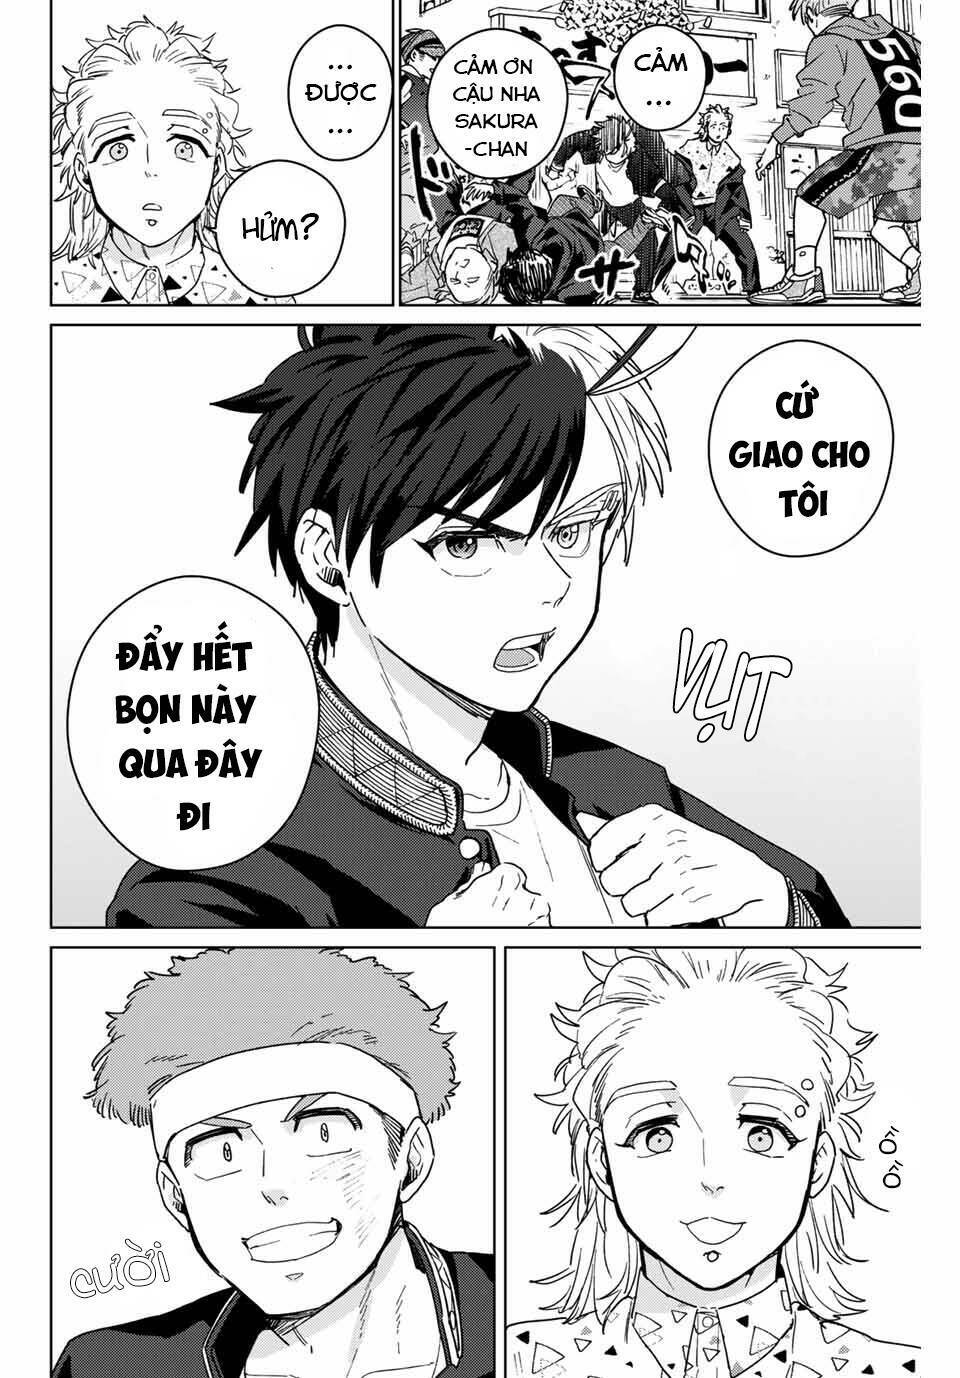 CẢM
...
CẢM ƠN
CẬU NHA
SAKURA
-CHAN
560
...
ĐƯỢC
...
HỬM?
CỨ
GIAO CHO
TÔI
ĐẨY HẾT
BỌN NÀY
QUA ĐÂY
ĐI
VỤT
Ờ Ờ
CƯỜI